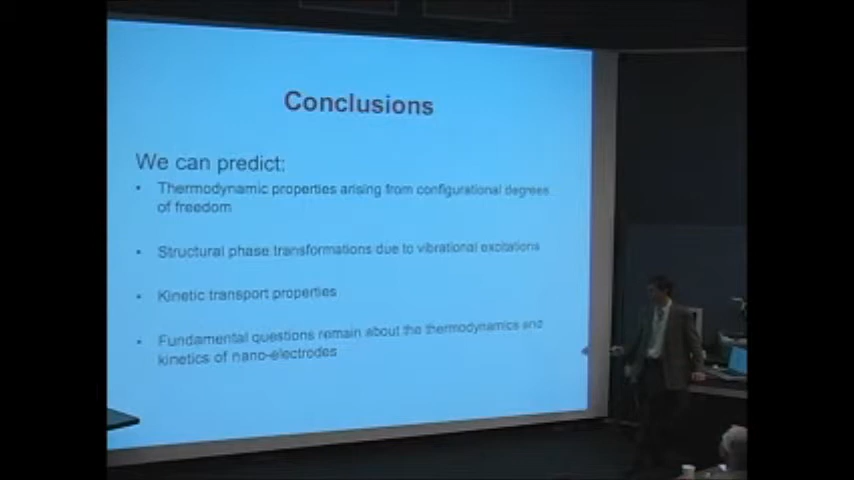 Conclusions
We can predict:
• Thermodynamic properties arising from configurational degrees
of freedom
• Structural phase transformations due to vibrational excitations
• Kinetic transport properties
• Fundamental questions remain about the thermodynamics and
kinetics of nano-electrodes